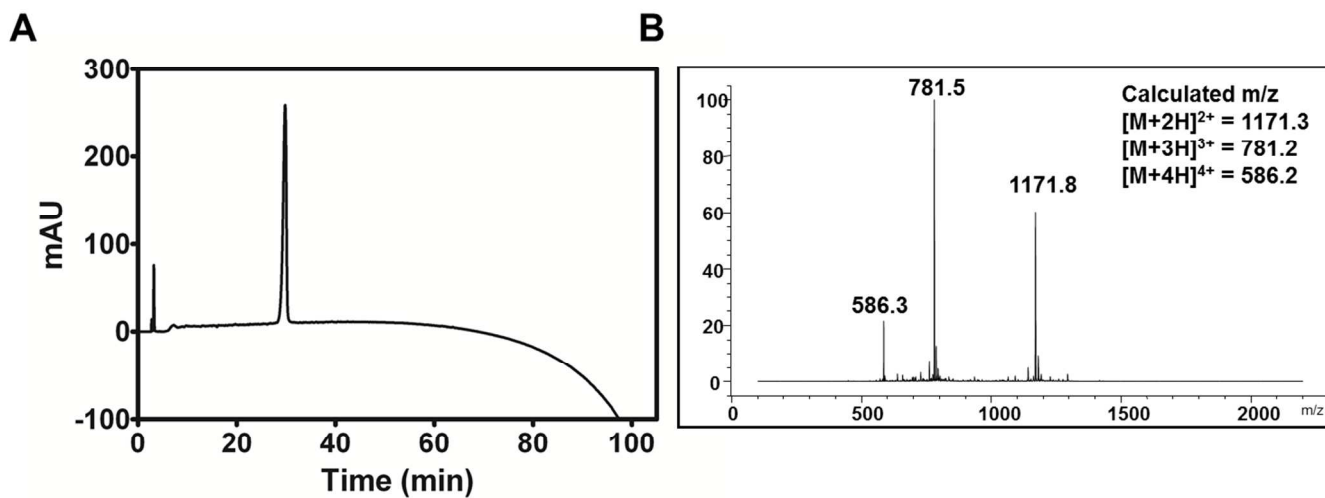 A
300
200
100
0
-100
mAU
0 20 40 60 80 100
Time (min)
B
100
80
60
40
20
0
781.5
1171.8
586.3
Calculated m/z
[M+2H]²⁺ = 1171.3
[M+3H]³⁺ = 781.2
[M+4H]⁴⁺ = 586.2
0 500 1000 1500 2000 m/z